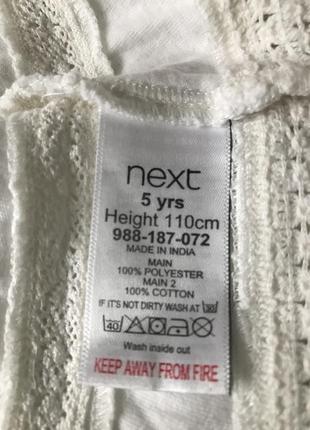 next
5 yrs
Height 110cm
988-187-072
MADE IN INDIA
MAIN
100% POLYESTER
MAIN 2
100% COTTON
IF IT'S NOT DIRTY WASH AT 30
40
Wash inside out
KEEP AWAY FROM FIRE